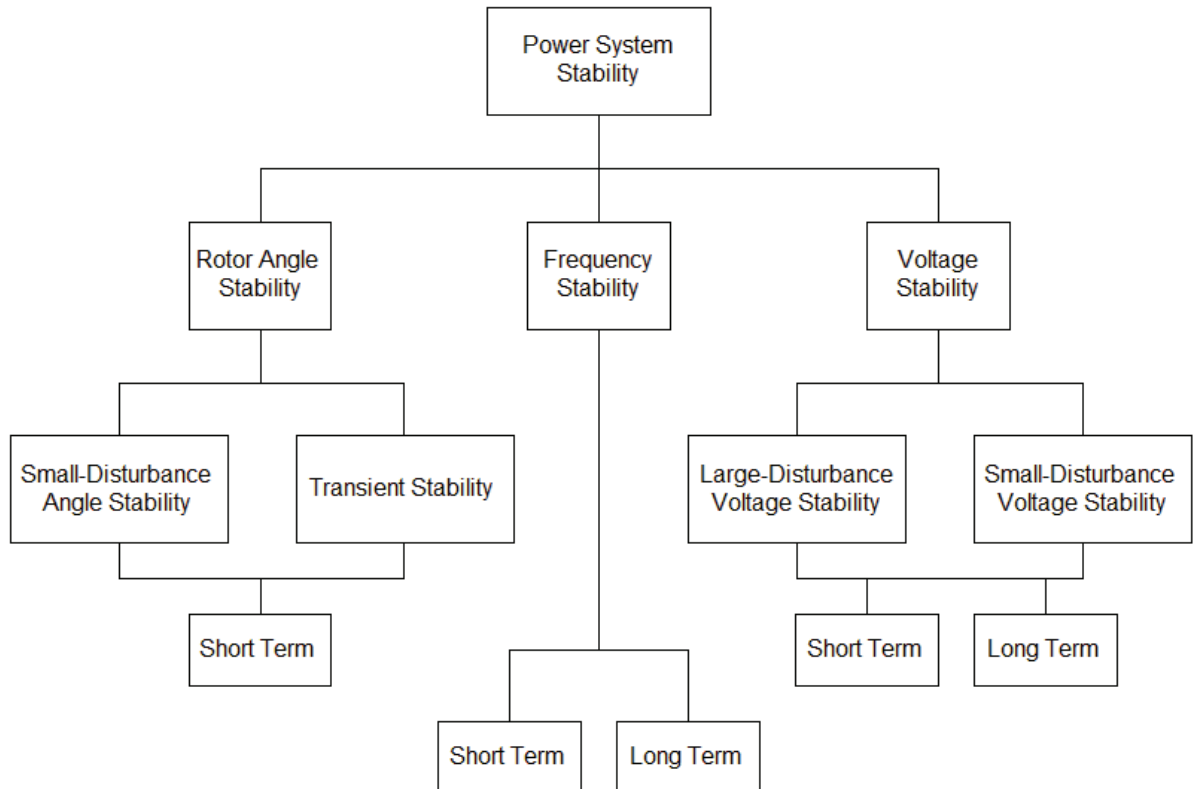 Power System
Stability
Rotor Angle
Stability
Frequency
Stability
Voltage
Stability
Small-Disturbance
Angle Stability
Transient Stability
Large-Disturbance
Voltage Stability
Small-Disturbance
Voltage Stability
Short Term
Short Term
Long Term
Short Term
Long Term